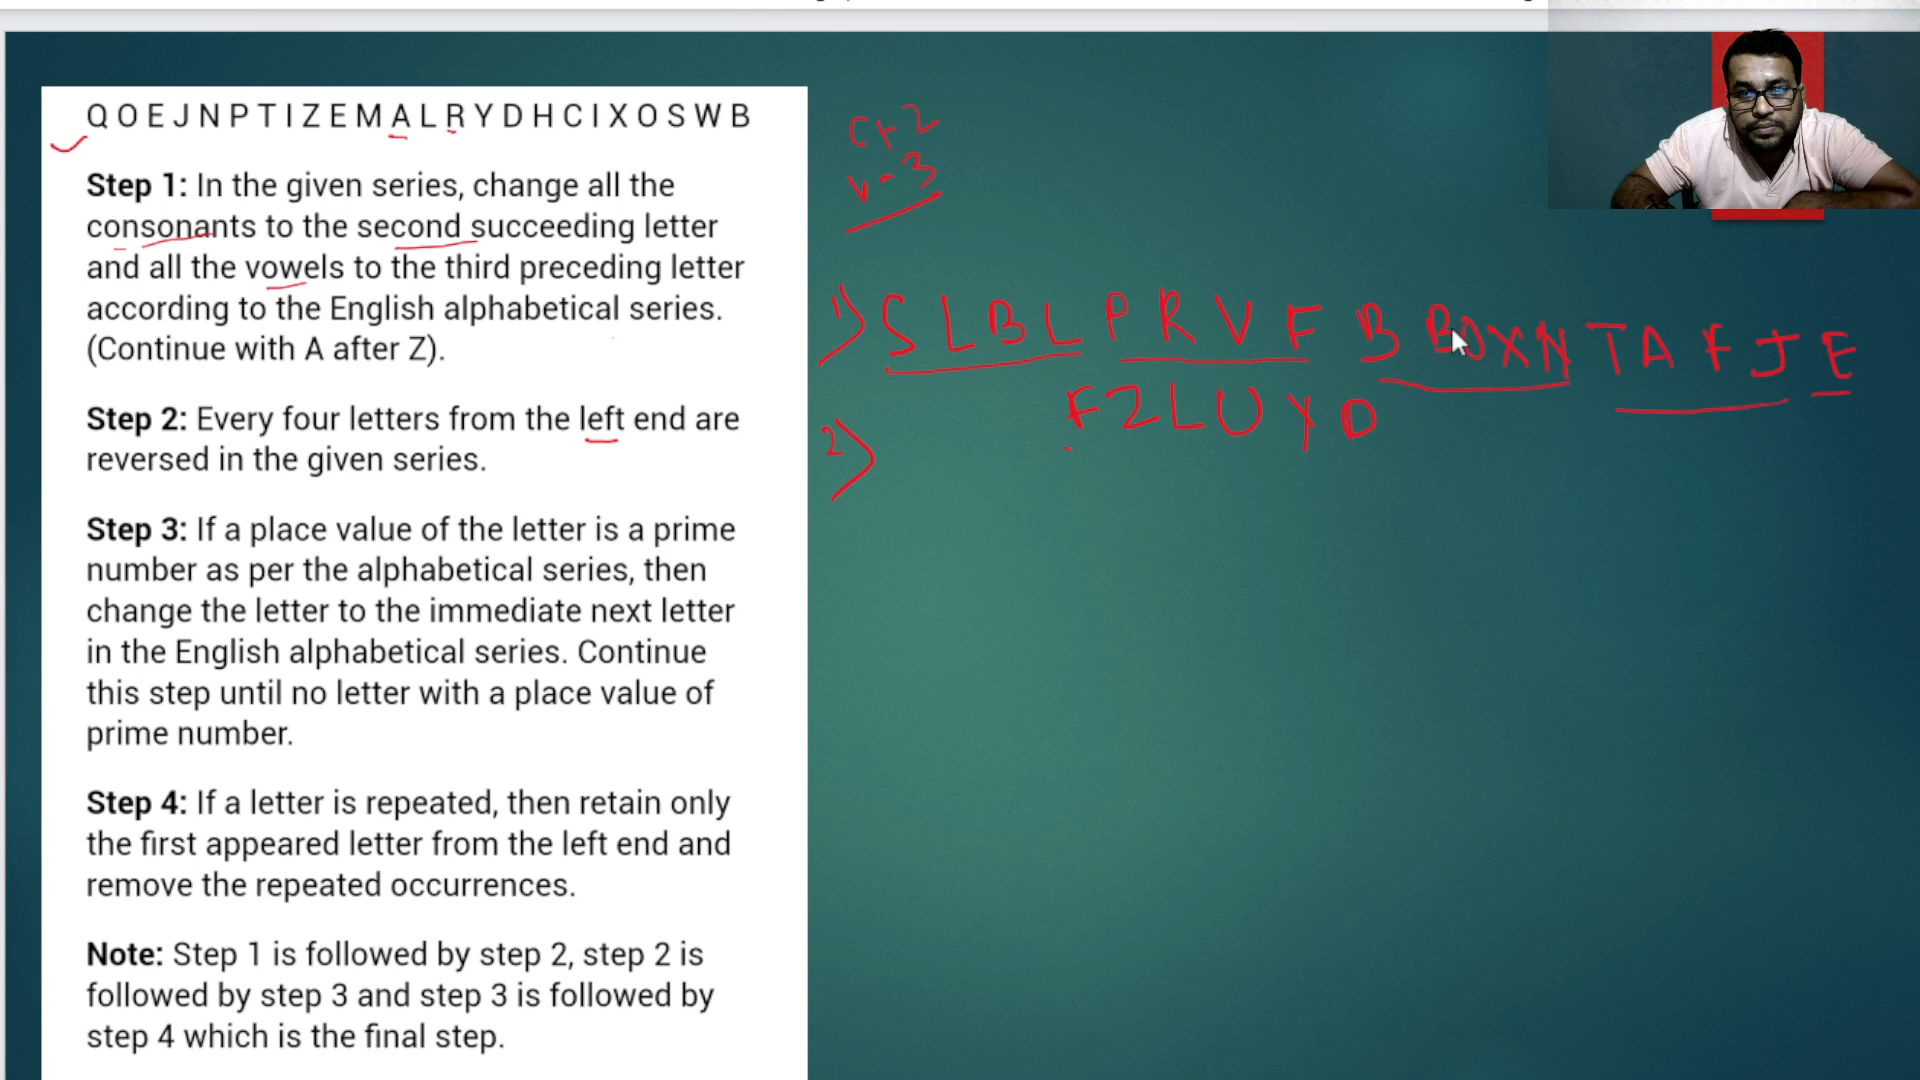 Q O E J N P T I Z E M A L R Y D H C I X O S W B
Step 1: In the given series, change all the
consonants to the second succeeding letter
and all the vowels to the third preceding letter
according to the English alphabetical series.
(Continue with A after Z).
Step 2: Every four letters from the left end are
reversed in the given series.
Step 3: If a place value of the letter is a prime
number as per the alphabetical series, then
change the letter to the immediate next letter
in the English alphabetical series. Continue
this step until no letter with a place value of
prime number.
Step 4: If a letter is repeated, then retain only
the first appeared letter from the left end and
remove the repeated occurrences.
Note: Step 1 is followed by step 2, step 2 is
followed by step 3 and step 3 is followed by
step 4 which is the final step.
C+2
V-3
1) S L B L P R V F B B O X N T A F J E
F Z L U Y D
2)